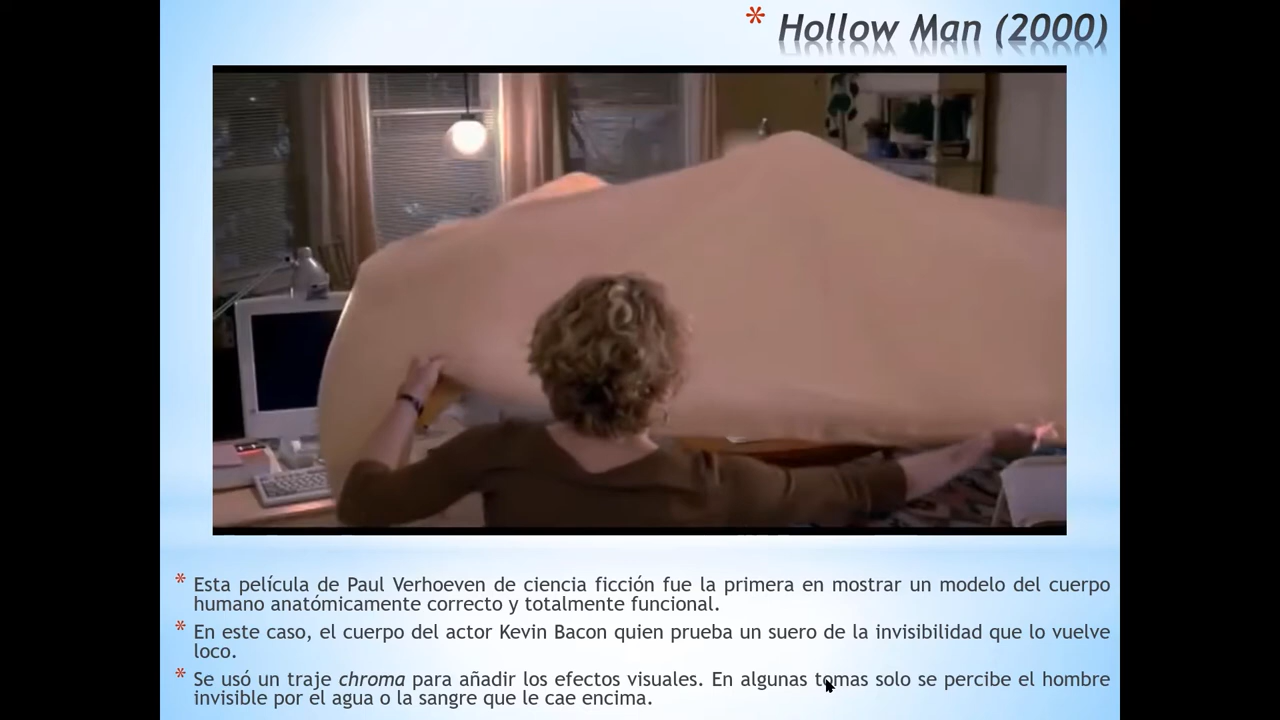 * Hollow Man (2000)
* Esta película de Paul Verhoeven de ciencia ficción fue la primera en mostrar un modelo del cuerpo
humano anatómicamente correcto y totalmente funcional.
* En este caso, el cuerpo del actor Kevin Bacon quien prueba un suero de la invisibilidad que lo vuelve
loco.
* Se usó un traje chroma para añadir los efectos visuales. En algunas tomas solo se percibe el hombre
invisible por el agua o la sangre que le cae encima.